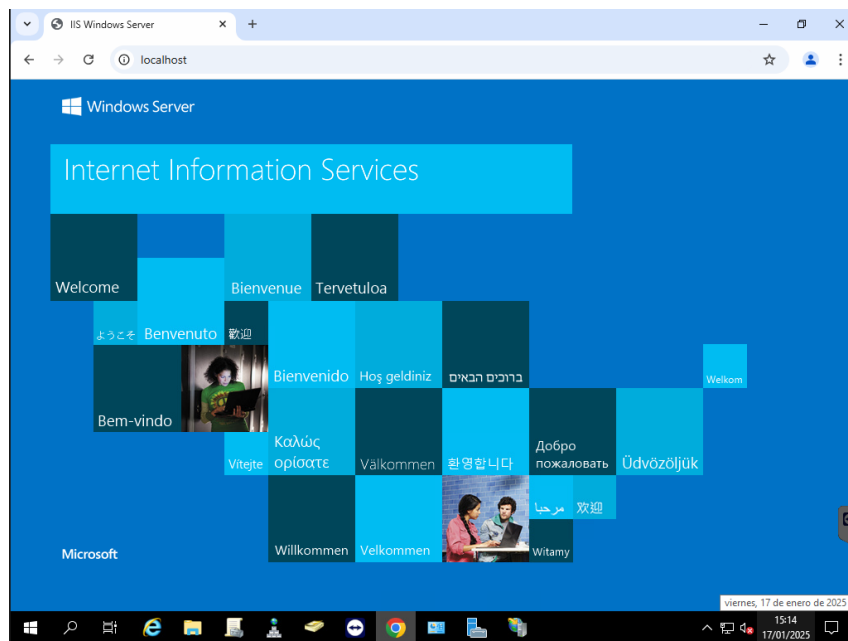 IIS Windows Server
localhost
Windows Server
Internet Information Services
Welcome
Bienvenue
Tervetuloa
ようこそ
Benvenuto
歡迎
Bienvenido
Hoş geldiniz
ברוכים הבאים
Welkom
Bem-vindo
Vítejte
Καλώς
ορίσατε
Välkommen
환영합니다
Добро
пожаловать
Üdvözöljük
Willkommen
Velkommen
مرحبا
欢迎
Witamy
Microsoft
viernes, 17 de enero de 2025
15:14
17/01/2025